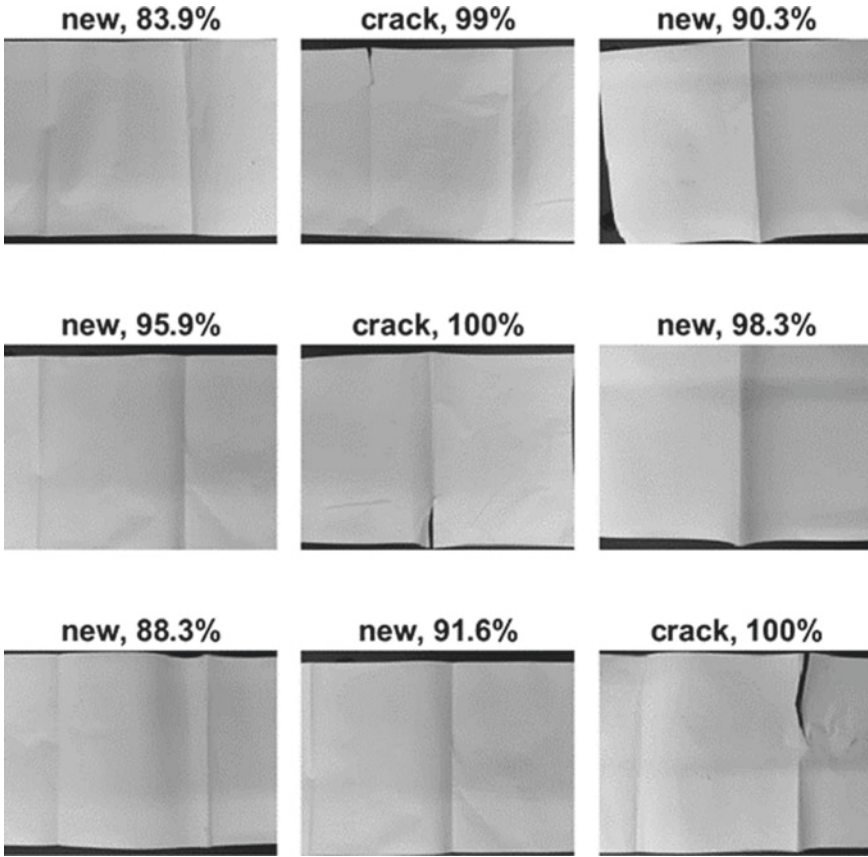 new, 83.9%
crack, 99%
new, 90.3%
new, 95.9%
crack, 100%
new, 98.3%
new, 88.3%
new, 91.6%
crack, 100%